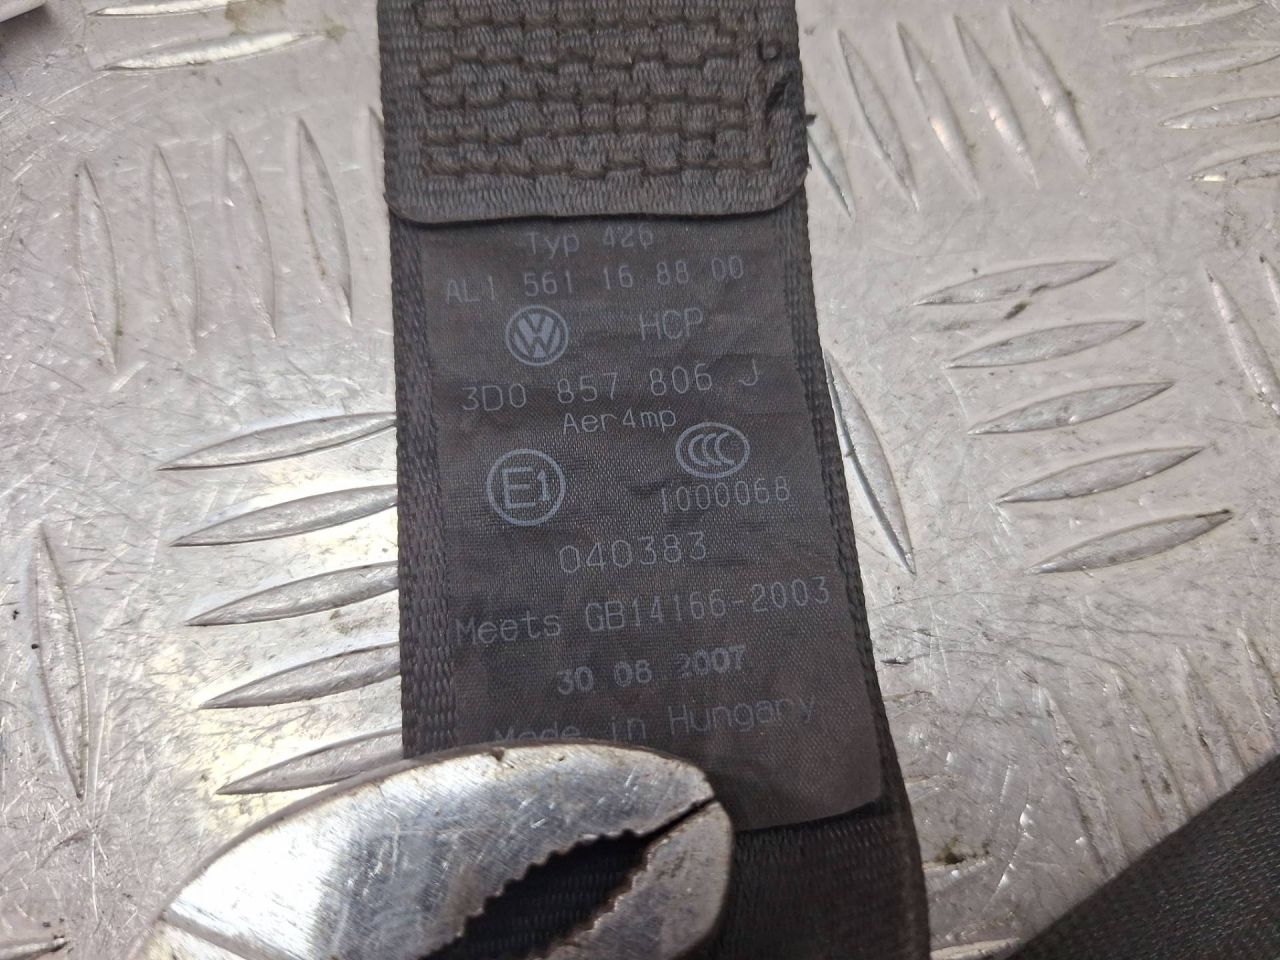 Typ 426
AL1 561 16 88 00
HCP
3D0 857 806 J
Aer4mp
E1
CCC
1000068
040383
Meets GB14166-2003
30 08 2007
Made in Hungary